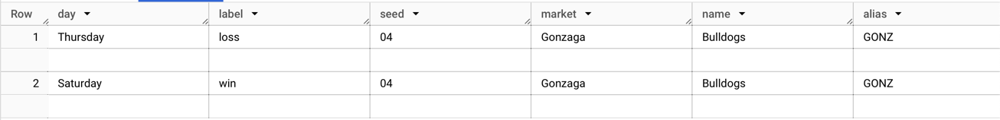 Row day label seed market name alias
1 Thursday loss 04 Gonzaga Bulldogs GONZ
2 Saturday win 04 Gonzaga Bulldogs GONZ